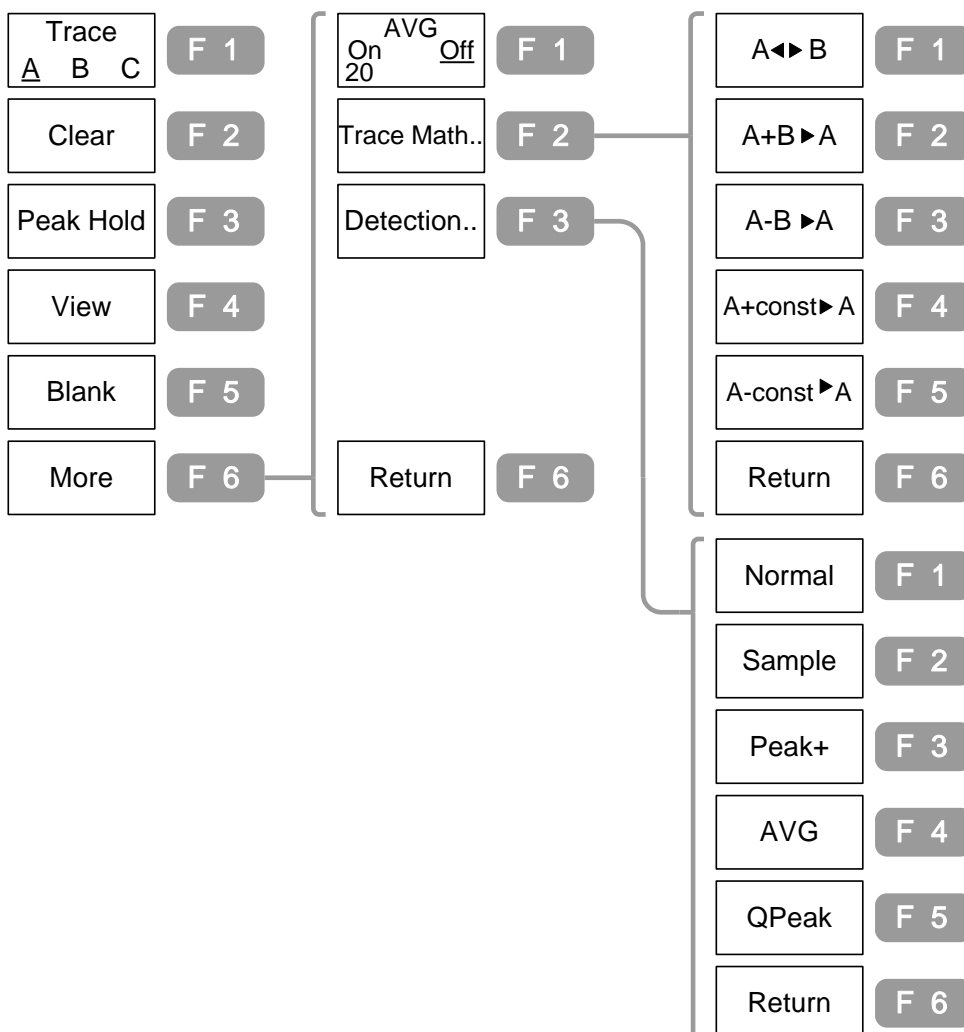 Trace
A B C
F 1
Clear
F 2
Peak Hold
F 3
View
F 4
Blank
F 5
More
F 6
AVG
On Off
20
F 1
Trace Math..
F 2
Detection..
F 3
Return
F 6
A◄► B
F 1
A+B►A
F 2
A-B ►A
F 3
A+const► A
F 4
A-const ►A
F 5
Return
F 6
Normal
F 1
Sample
F 2
Peak+
F 3
AVG
F 4
QPeak
F 5
Return
F 6